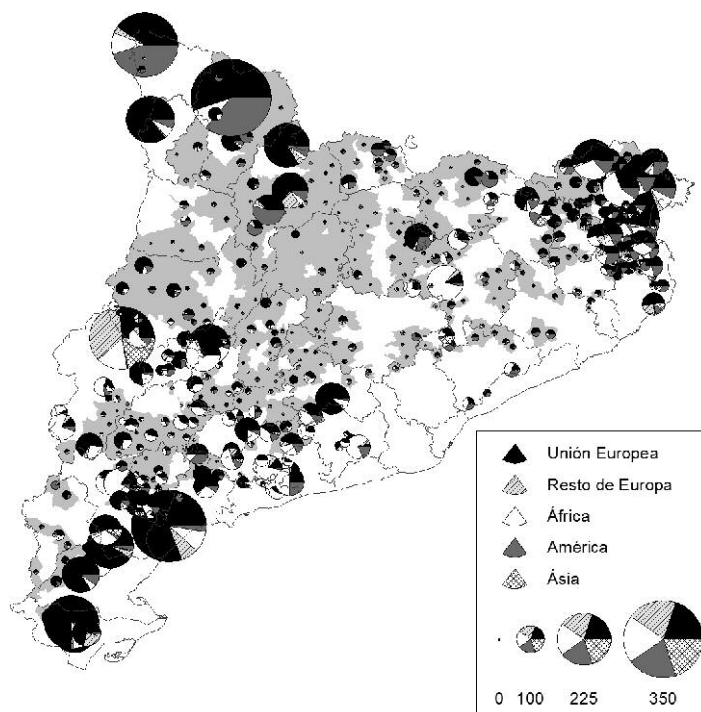 Unión Europea
Resto de Europa
África
América
Ásia
0 100 225 350